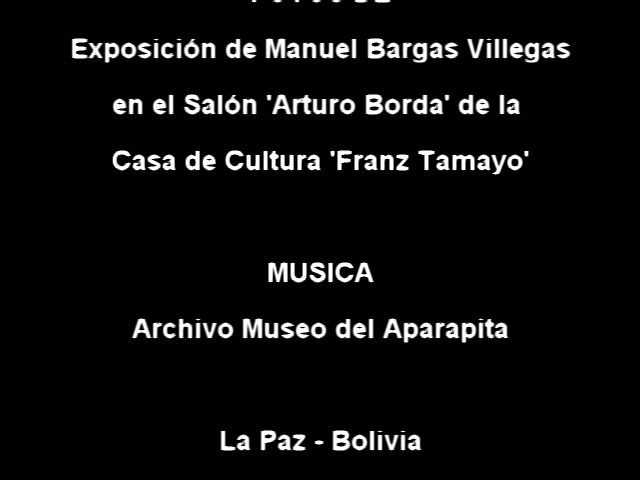 Exposición de Manuel Bargas Villegas
en el Salón 'Arturo Borda' de la
Casa de Cultura 'Franz Tamayo'
MUSICA
Archivo Museo del Aparapita
La Paz - Bolivia